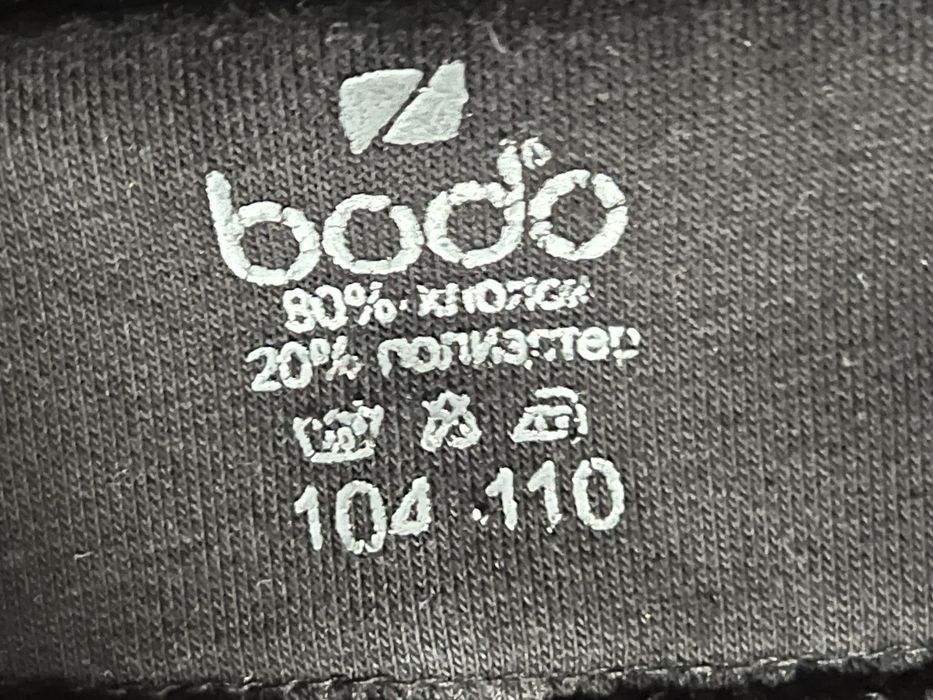 bodo
80% хлопок
20% полиэстер
104 110